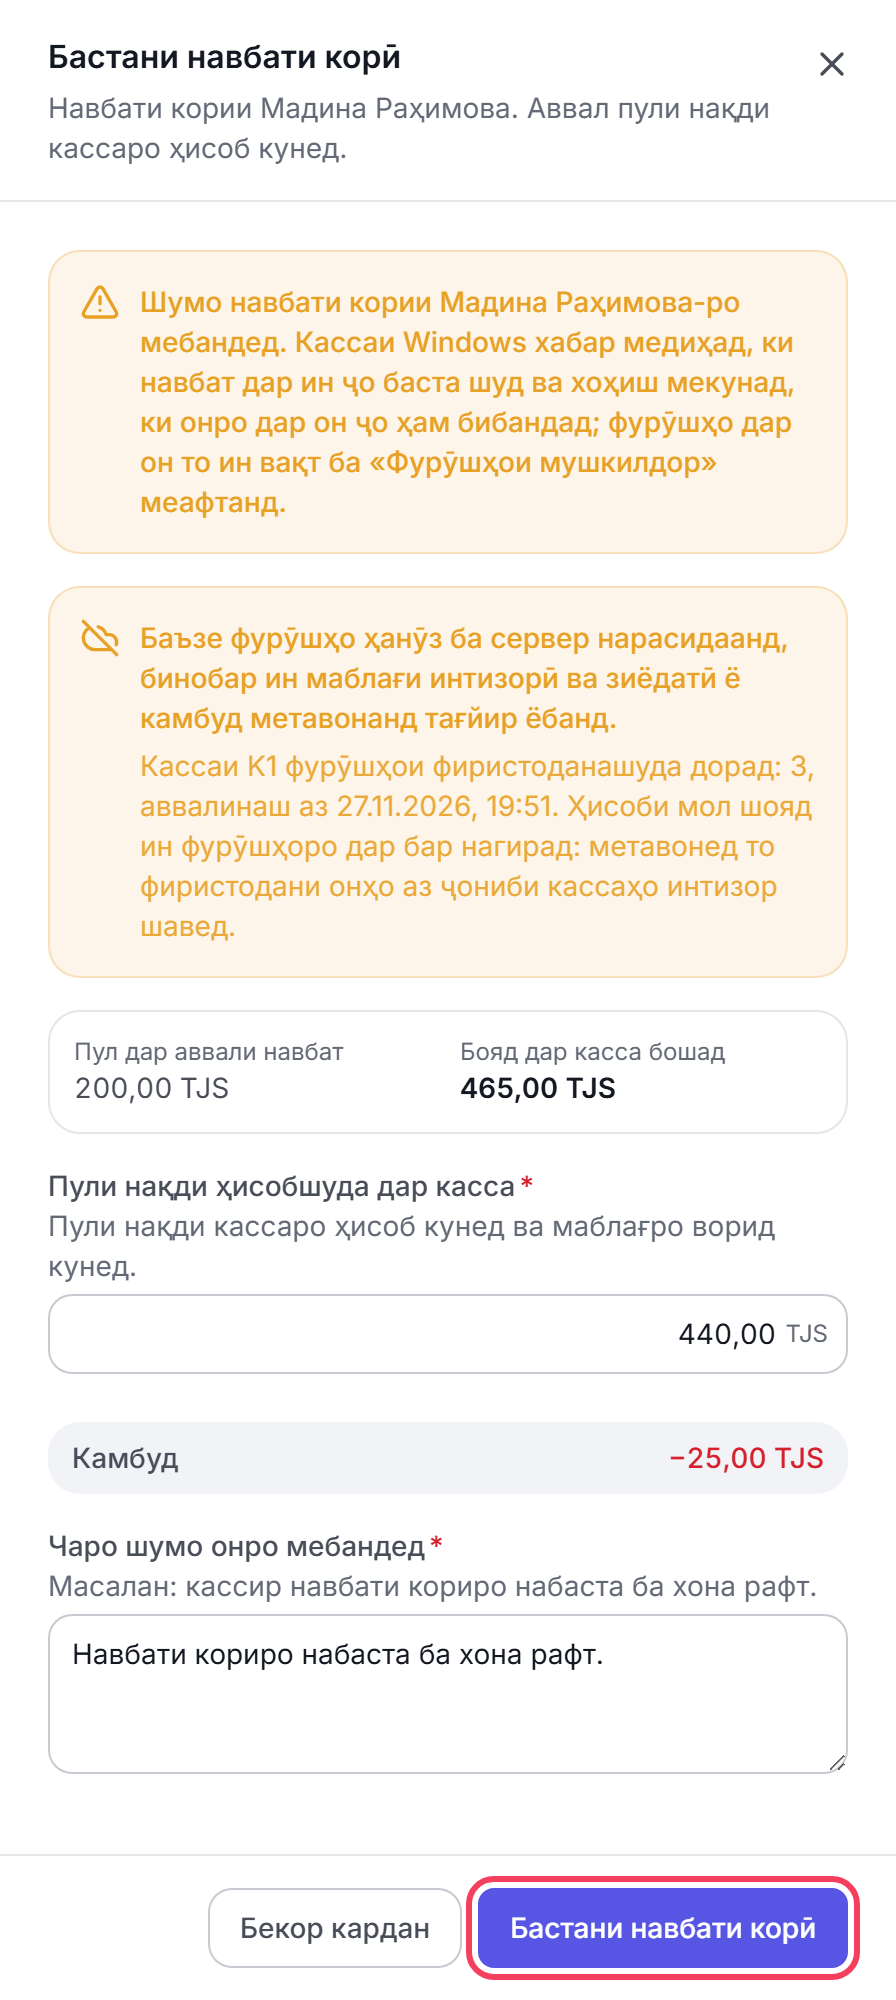 Бастани навбати корӣ
Навбати кории Мадина Раҳимова. Аввал пули нақди
кассаро ҳисоб кунед.
Шумо навбати кории Мадина Раҳимова-ро
мебандед. Кассаи Windows хабар медиҳад, ки
навбат дар ин ҷо баста шуд ва хоҳиш мекунад,
ки онро дар он ҷо ҳам бибандад; фурӯшҳо дар
он то ин вақт ба «Фурӯшҳои мушкилдор»
меафтанд.
Баъзе фурӯшҳо ҳанӯз ба сервер нарасидаанд,
бинобар ин маблағи интизорӣ ва зиёдатӣ ё
камбуд метавонанд тағйир ёбанд.
Кассаи К1 фурӯшҳои фиристоданашуда дорад: 3,
аввалинаш аз 27.11.2026, 19:51. Ҳисоби мол шояд
ин фурӯшҳоро дар бар нагирад: метавонед то
фиристодани онҳо аз ҷониби кассаҳо интизор
шавед.
Пул дар аввали навбат
200,00 TJS
Бояд дар касса бошад
465,00 TJS
Пули нақди ҳисобшуда дар касса*
Пули нақди кассаро ҳисоб кунед ва маблағро ворид
кунед.
440,00 TJS
Камбуд −25,00 TJS
Чаро шумо онро мебандед*
Масалан: кассир навбати кориро набаста ба хона рафт.
Навбати кориро набаста ба хона рафт.
Бекор кардан Бастани навбати корӣ